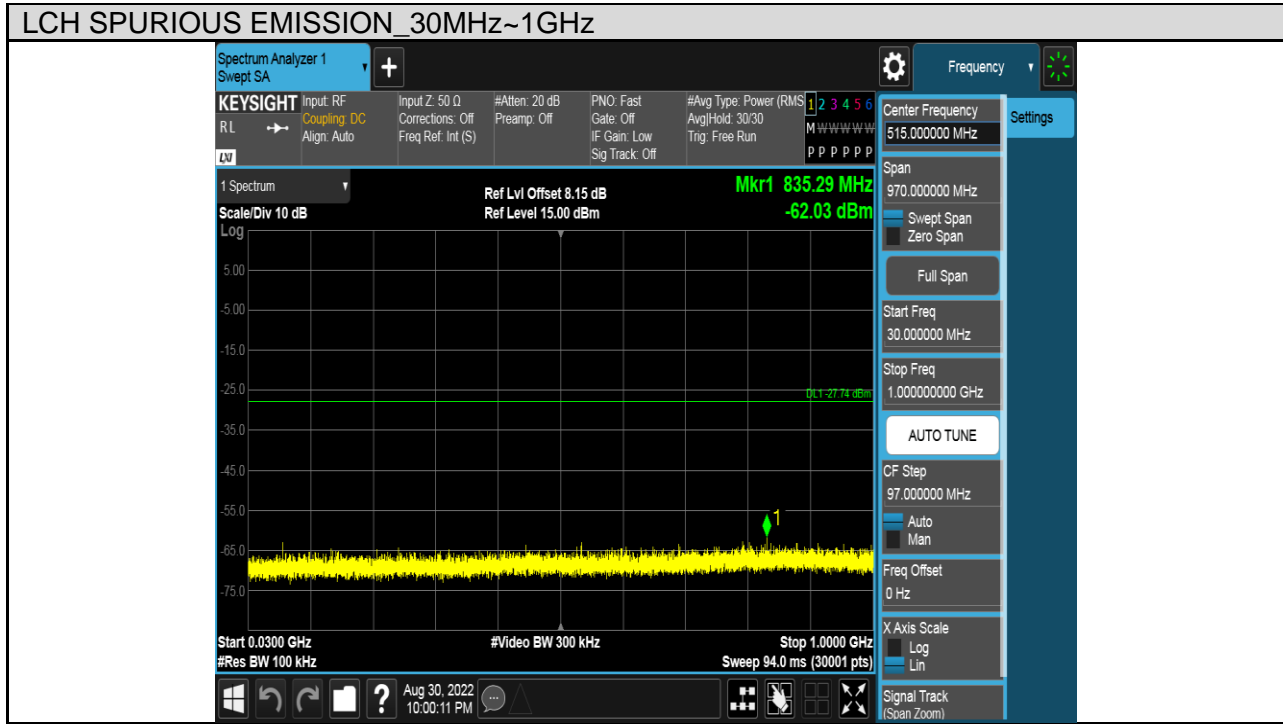 LCH SPURIOUS EMISSION_30MHz~1GHz
Spectrum Analyzer 1
Swept SA
+
Frequency
KEYSIGHT
RL
LXI
Input: RF
Coupling: DC
Align: Auto
Input Z: 50 Ω
Corrections: Off
Freq Ref: Int (S)
#Atten: 20 dB
Preamp: Off
PNO: Fast
Gate: Off
IF Gain: Low
Sig Track: Off
#Avg Type: Power (RMS
Avg|Hold: 30/30
Trig: Free Run
1 2 3 4 5 6
M W W W W W
P P P P P P
1 Spectrum
Scale/Div 10 dB
Ref Lvl Offset 8.15 dB
Ref Level 15.00 dBm
Mkr1 835.29 MHz
-62.03 dBm
Log
5.00
-5.00
-15.0
-25.0
DL1 -27.74 dBm
-35.0
-45.0
-55.0
1
-65.0
-75.0
Start 0.0300 GHz
#Res BW 100 kHz
#Video BW 300 kHz
Stop 1.0000 GHz
Sweep 94.0 ms (30001 pts)
?
Aug 30, 2022
10:00:11 PM
Center Frequency
515.000000 MHz
Settings
Span
970.000000 MHz
Swept Span
Zero Span
Full Span
Start Freq
30.000000 MHz
Stop Freq
1.000000000 GHz
AUTO TUNE
CF Step
97.000000 MHz
Auto
Man
Freq Offset
0 Hz
X Axis Scale
Log
Lin
Signal Track
(Span Zoom)